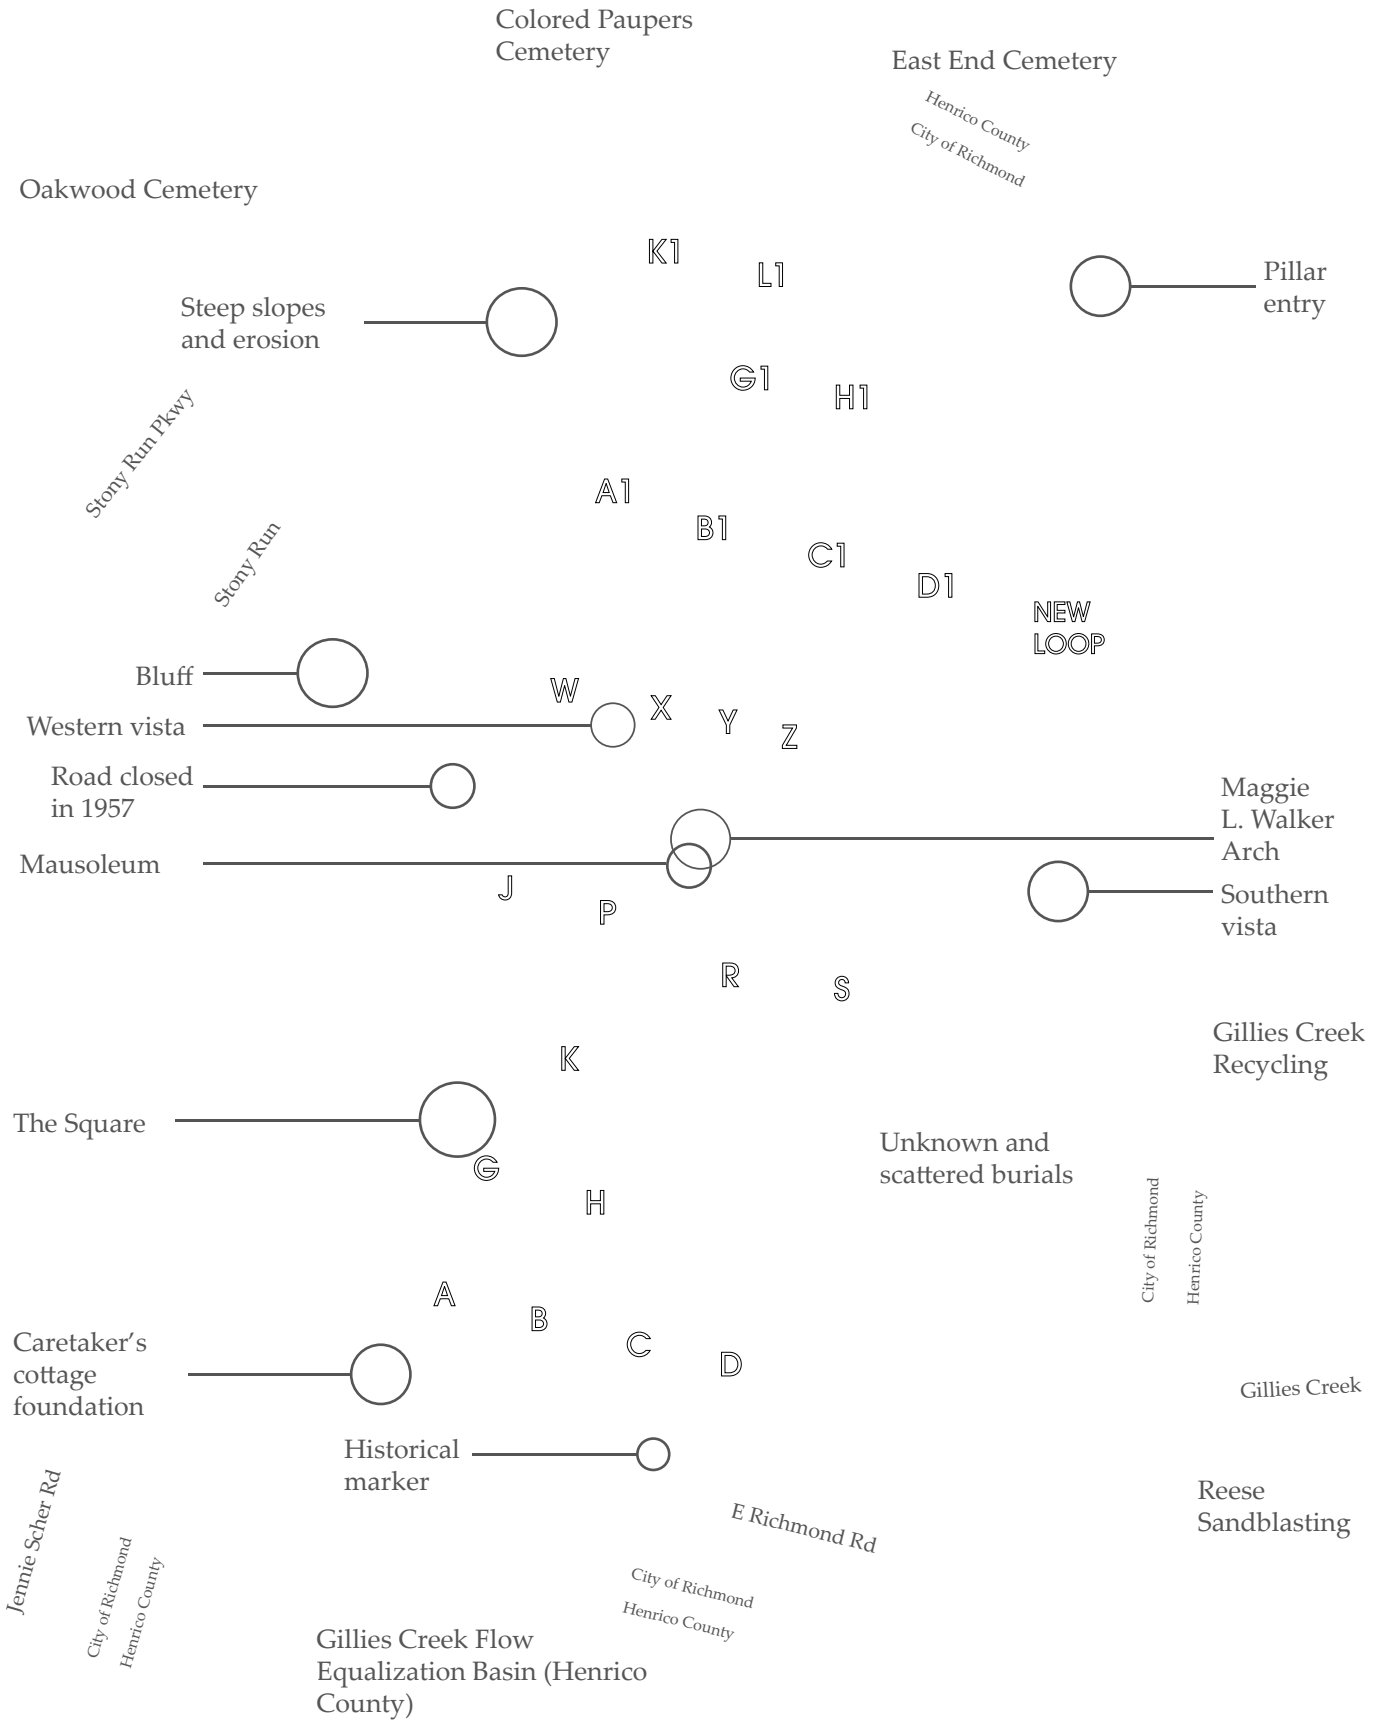 Colored Paupers
Cemetery
East End Cemetery
Henrico County
City of Richmond
Oakwood Cemetery
K1
L1
Pillar
entry
Steep slopes
and erosion
G1
H1
Stony Run Pkwy
A1
B1
C1
D1
Stony Run
NEW
LOOP
Bluff
W
X
Y
Z
Western vista
Road closed
in 1957
Maggie
L. Walker
Arch
Mausoleum
J
P
Southern
vista
R
S
Gillies Creek
Recycling
K
The Square
Unknown and
scattered burials
G
H
City of Richmond
Henrico County
A
B
C
D
Caretaker’s
cottage
foundation
Gillies Creek
Historical
marker
Jennie Scher Rd
Reese
Sandblasting
E Richmond Rd
City of Richmond
Henrico County
City of Richmond
Henrico County
Gillies Creek Flow
Equalization Basin (Henrico
County)